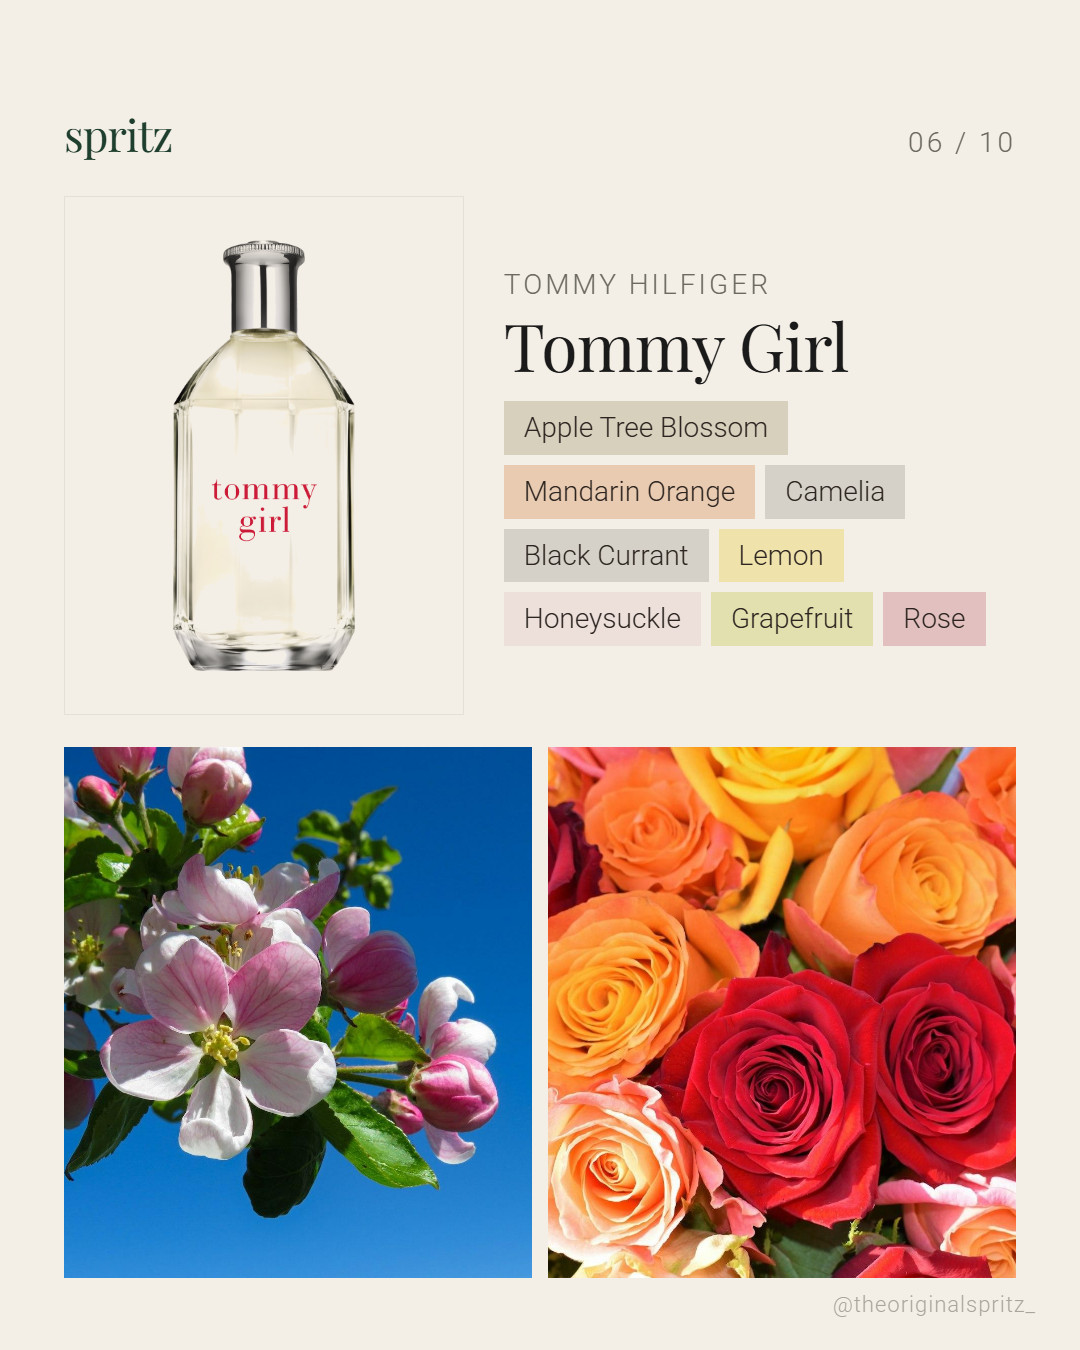 spritz
06 / 10
tommy
girl
TOMMY HILFIGER
Tommy Girl
Apple Tree Blossom
Mandarin Orange
Camelia
Black Currant
Lemon
Honeysuckle
Grapefruit
Rose
@theoriginalspritz_